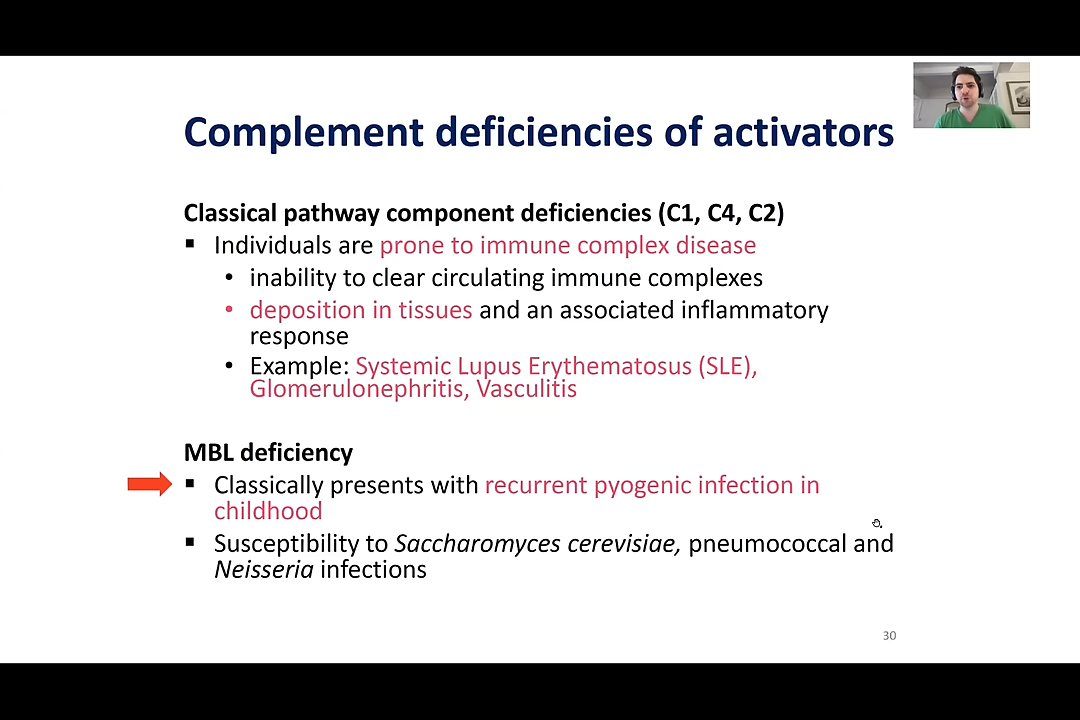 Complement deficiencies of activators
Classical pathway component deficiencies (C1, C4, C2)
▪ Individuals are prone to immune complex disease
• inability to clear circulating immune complexes
• deposition in tissues and an associated inflammatory
response
• Example: Systemic Lupus Erythematosus (SLE),
Glomerulonephritis, Vasculitis
MBL deficiency
▪ Classically presents with recurrent pyogenic infection in
childhood
▪ Susceptibility to Saccharomyces cerevisiae, pneumococcal and
Neisseria infections
30